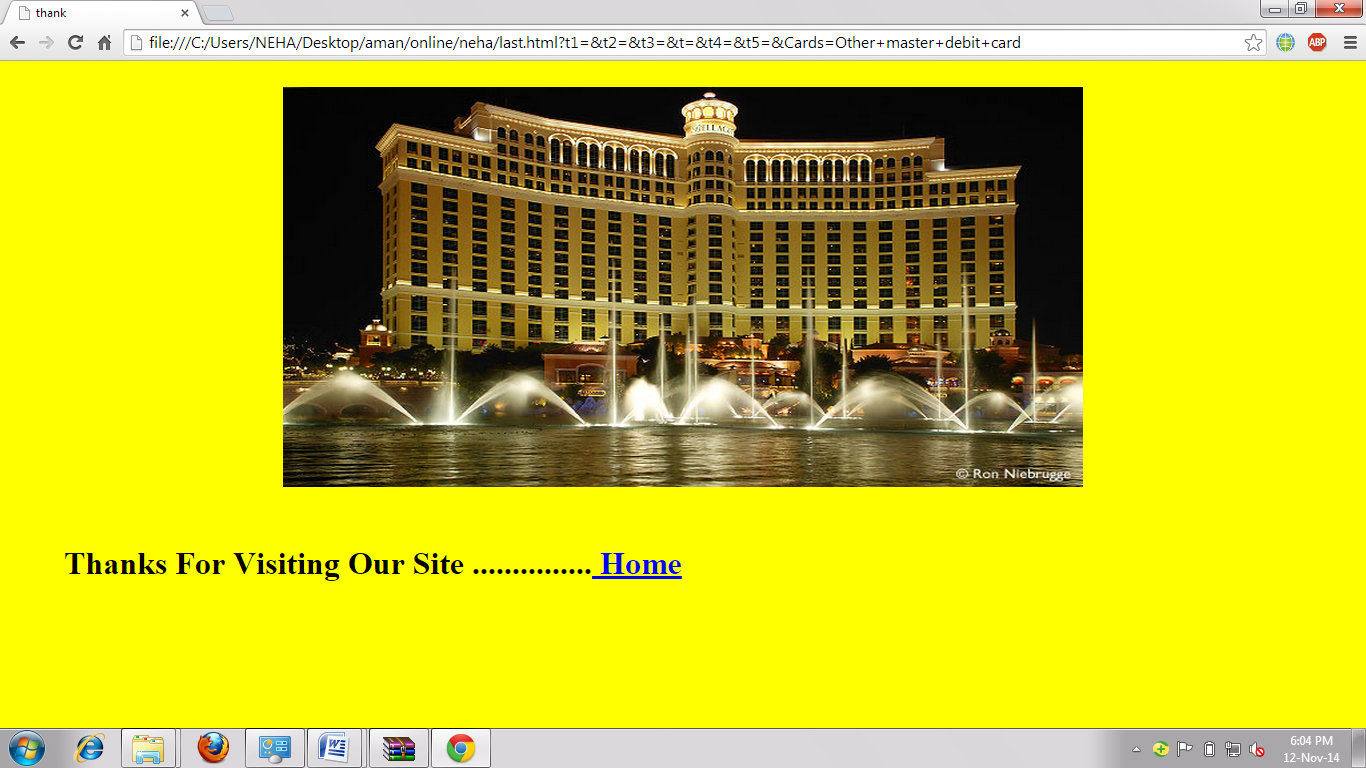 thank
file:///C:/Users/NEHA/Desktop/aman/online/neha/last.html?t1=&t2=&t3=&t=&t4=&t5=&Cards=Other+master+debit+card
ABP
© Ron Niebrugge
Thanks For Visiting Our Site ............... Home
6:04 PM
12-Nov-14